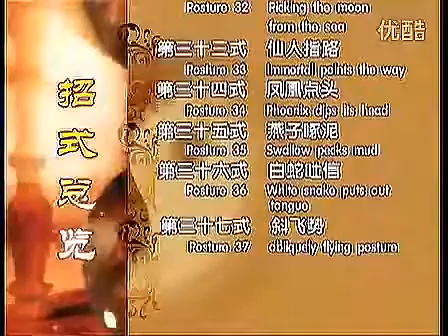 优酷
招式总览
Posture 32 Picking the moon
from the sea
第三十三式 仙人指路
Posture 33 Immortal points the way
第三十四式 凤凰点头
Posture 34 Phoenix dips its head
第三十五式 燕子啄泥
Posture 35 Swallow pecks mud
第三十六式 白蛇吐信
Posture 36 White snake puts out
tongue
第三十七式 斜飞势
Posture 37 obliquely flying posture